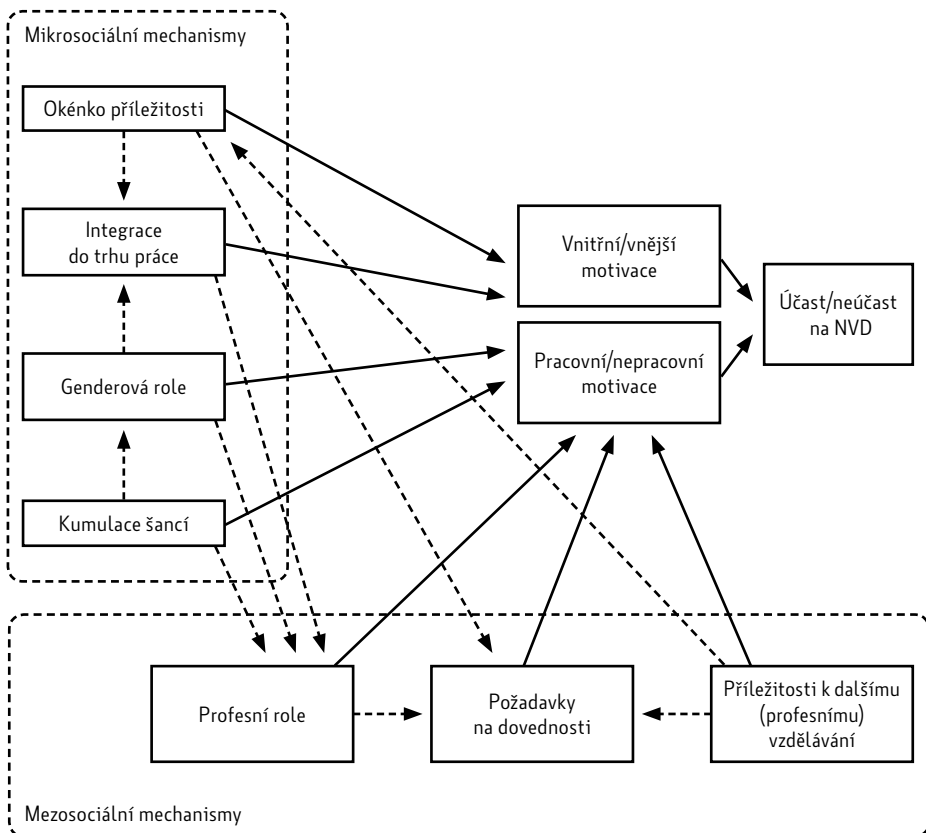 Mikrosociální mechanismy
Okénko příležitosti
Integrace
do trhu práce
Genderová role
Kumulace šancí
Vnitřní/vnější
motivace
Pracovní/nepracovní
motivace
Účast/neúčast
na NVD
Profesní role
Požadavky
na dovednosti
Příležitosti k dalšímu
(profesnímu)
vzdělávání
Mezosociální mechanismy